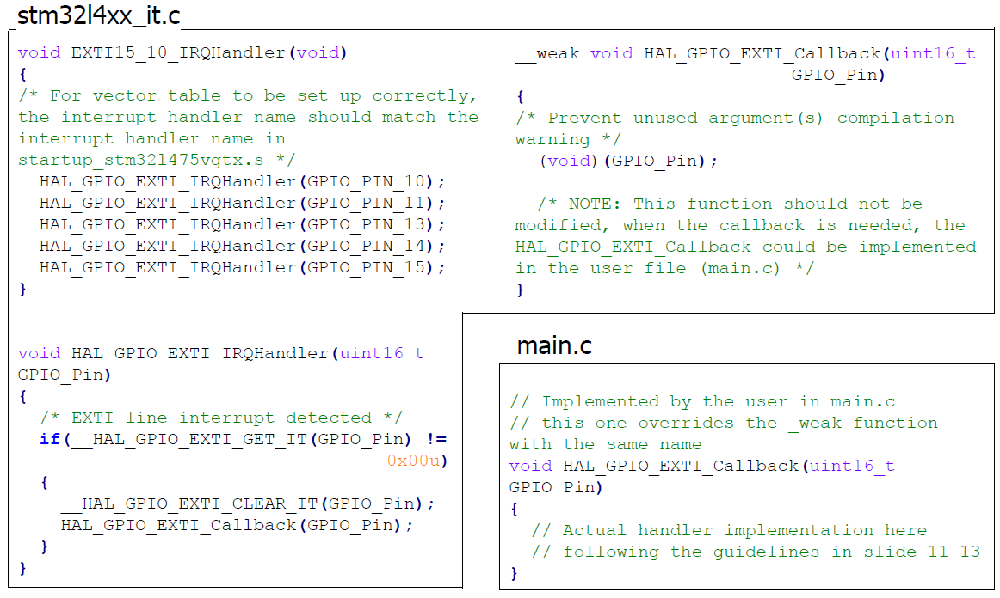 stm32l4xx_it.c
void EXTI15_10_IRQHandler(void)
{
/* For vector table to be set up correctly,
the interrupt handler name should match the
interrupt handler name in
startup_stm32l475vgtx.s */
HAL_GPIO_EXTI_IRQHandler(GPIO_PIN_10);
HAL_GPIO_EXTI_IRQHandler(GPIO_PIN_11);
HAL_GPIO_EXTI_IRQHandler(GPIO_PIN_13);
HAL_GPIO_EXTI_IRQHandler(GPIO_PIN_14);
HAL_GPIO_EXTI_IRQHandler(GPIO_PIN_15);
}
void HAL_GPIO_EXTI_IRQHandler(uint16_t
GPIO_Pin)
{
/* EXTI line interrupt detected */
if(__HAL_GPIO_EXTI_GET_IT(GPIO_Pin) !=
0x00u)
{
__HAL_GPIO_EXTI_CLEAR_IT(GPIO_Pin);
HAL_GPIO_EXTI_Callback(GPIO_Pin);
}
}
__weak void HAL_GPIO_EXTI_Callback(uint16_t
GPIO_Pin)
{
/* Prevent unused argument(s) compilation
warning */
(void)(GPIO_Pin);
/* NOTE: This function should not be
modified, when the callback is needed, the
HAL_GPIO_EXTI_Callback could be implemented
in the user file (main.c) */
}
main.c
// Implemented by the user in main.c
// this one overrides the _weak function
with the same name
void HAL_GPIO_EXTI_Callback(uint16_t
GPIO_Pin)
{
// Actual handler implementation here
// following the guidelines in slide 11-13
}